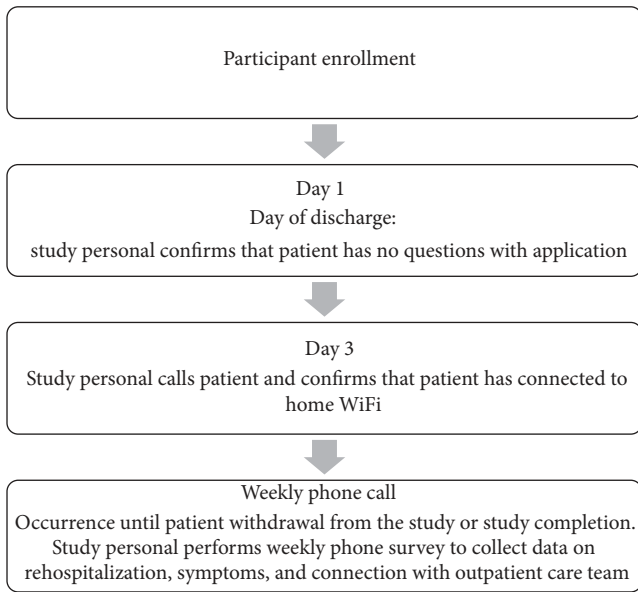 Participant enrollment
Day 1
Day of discharge:
study personal confirms that patient has no questions with application
Day 3
Study personal calls patient and confirms that patient has connected to
home WiFi
Weekly phone call
Occurrence until patient withdrawal from the study or study completion.
Study personal performs weekly phone survey to collect data on
rehospitalization, symptoms, and connection with outpatient care team